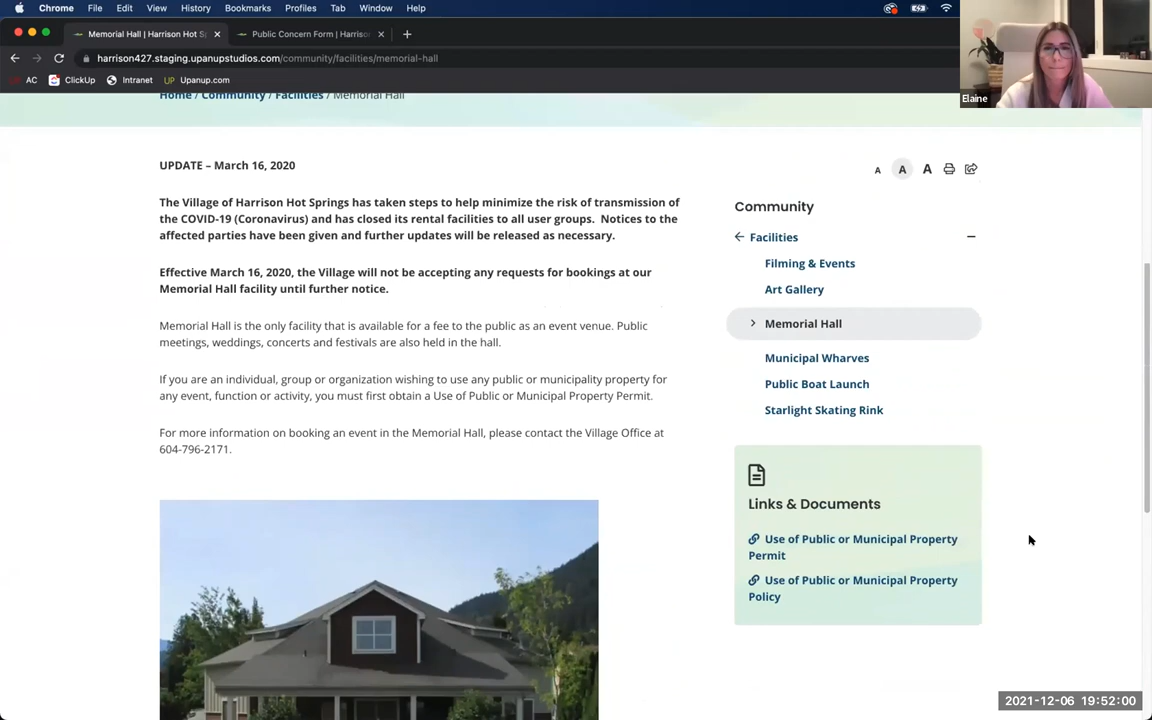 Chrome File Edit View History Bookmarks Profiles Tab Window Help
Memorial Hall | Harrison Hot Sp
Public Concern Form | Harrison
harrison427.staging.upanupstudios.com/community/facilities/memorial-hall
AC ClickUp Intranet UP Upanup.com
Elaine
Home / Community / Facilities / Memorial Hall
UPDATE – March 16, 2020
The Village of Harrison Hot Springs has taken steps to help minimize the risk of transmission of
the COVID-19 (Coronavirus) and has closed its rental facilities to all user groups. Notices to the
affected parties have been given and further updates will be released as necessary.
Effective March 16, 2020, the Village will not be accepting any requests for bookings at our
Memorial Hall facility until further notice.
Memorial Hall is the only facility that is available for a fee to the public as an event venue. Public
meetings, weddings, concerts and festivals are also held in the hall.
If you are an individual, group or organization wishing to use any public or municipality property for
any event, function or activity, you must first obtain a Use of Public or Municipal Property Permit.
For more information on booking an event in the Memorial Hall, please contact the Village Office at
604-796-2171.
A A A
Community
Facilities
Filming & Events
Art Gallery
Memorial Hall
Municipal Wharves
Public Boat Launch
Starlight Skating Rink
Links & Documents
Use of Public or Municipal Property
Permit
Use of Public or Municipal Property
Policy
2021-12-06 19:52:00